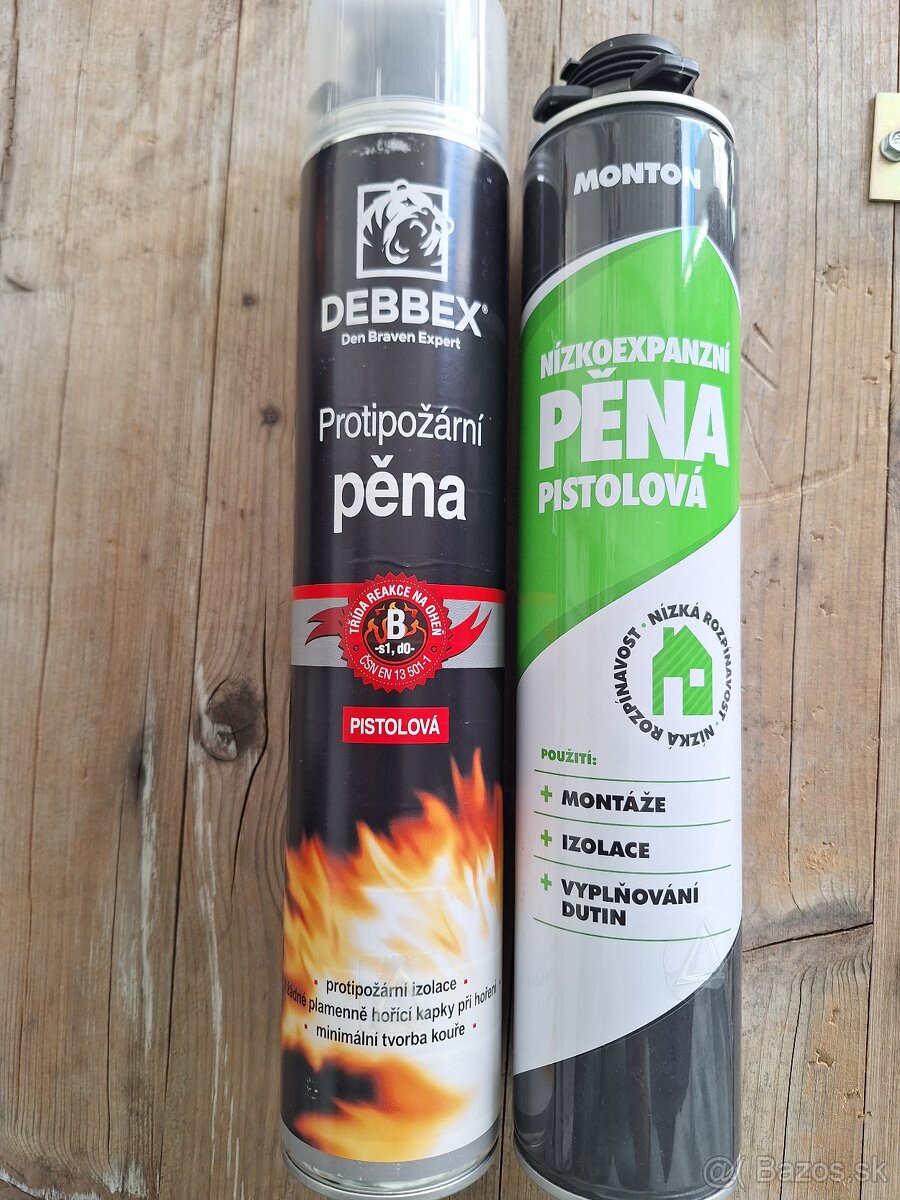 DEBBEX®
Den Braven Expert
Protipožární
pěna
TŘÍDA REAKCE NA OHEŇ
B
-s1, d0-
ČSN EN 13 501-1
PISTOLOVÁ
protipožární izolace
žádné plamenně hořící kapky při hoření
minimální tvorba kouře
MONTON
NÍZKOEXPANZNÍ
PĚNA
PISTOLOVÁ
NÍZKÁ ROZPÍNAVOST · NÍZKÁ ROZPÍNAVOST ·
POUŽITÍ:
+ MONTÁŽE
+ IZOLACE
+ VYPLŇOVÁNÍ
DUTIN
Bazos.sk